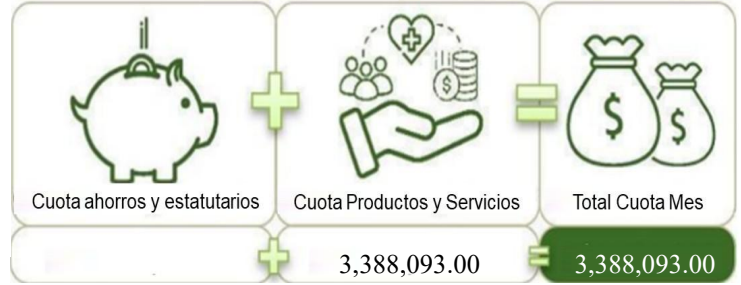 Cuota ahorros y estatutarios
Cuota Productos y Servicios
Total Cuota Mes
3,388,093.00
3,388,093.00